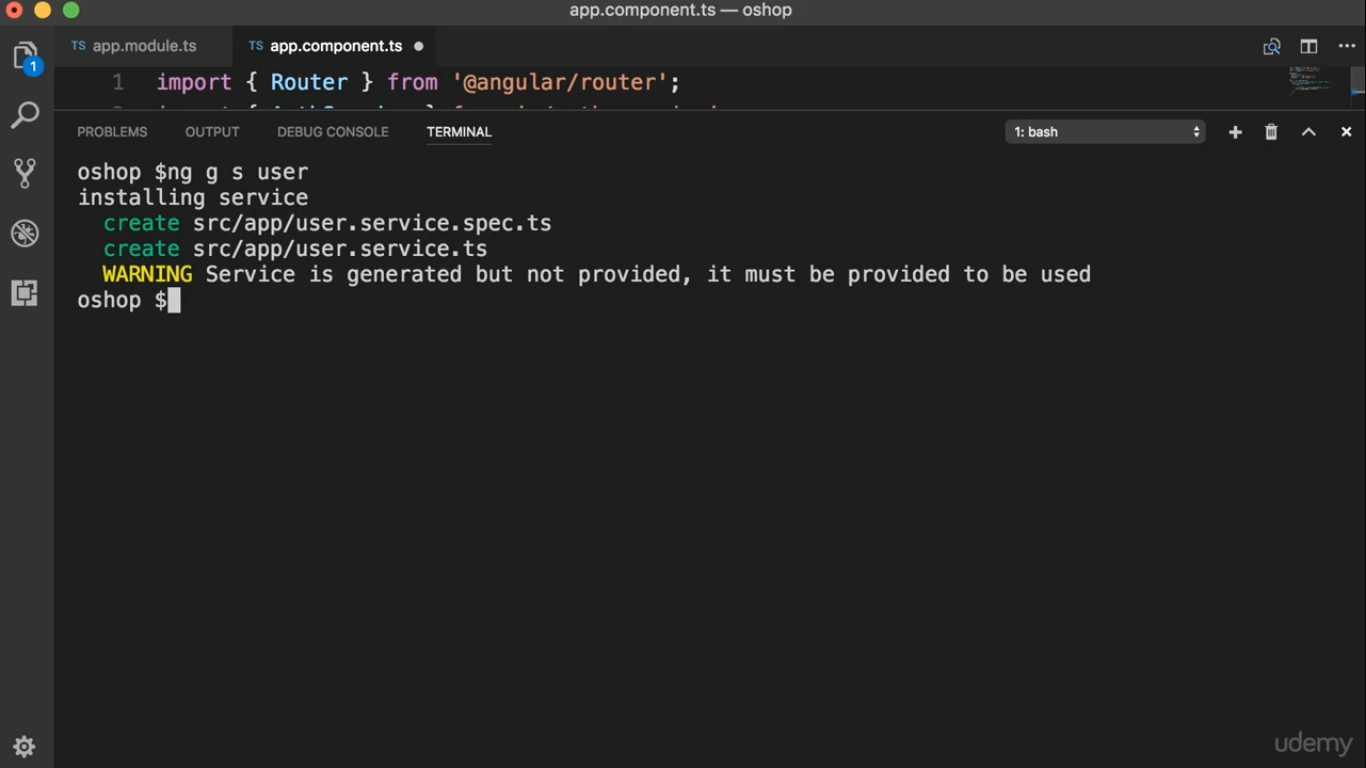 app.component.ts — oshop
TS app.module.ts TS app.component.ts
1
1 import { Router } from '@angular/router';
PROBLEMS OUTPUT DEBUG CONSOLE TERMINAL 1: bash
oshop $ng g s user
installing service
create src/app/user.service.spec.ts
create src/app/user.service.ts
WARNING Service is generated but not provided, it must be provided to be used
oshop $
udemy